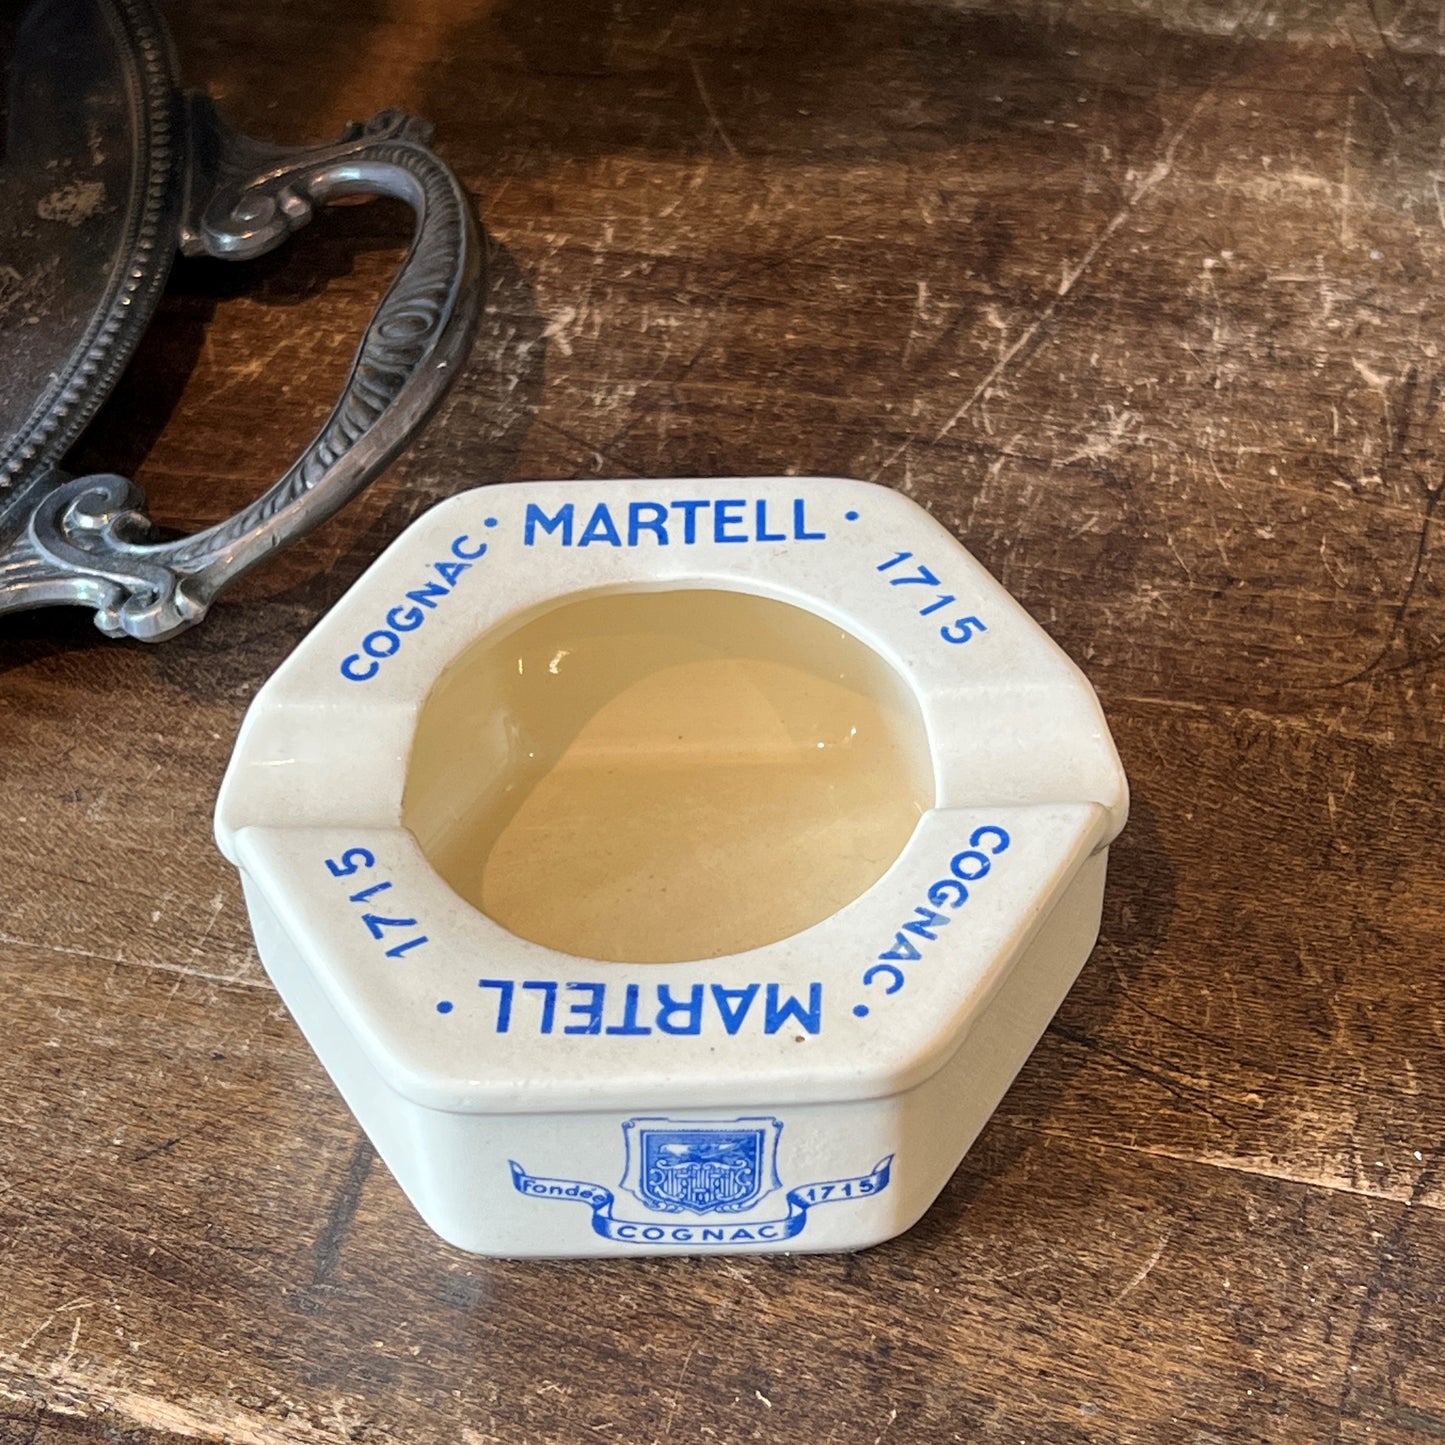 COGNAC · MARTELL · 1715
COGNAC · MARTELL · 1715
Fondée 1715
COGNAC